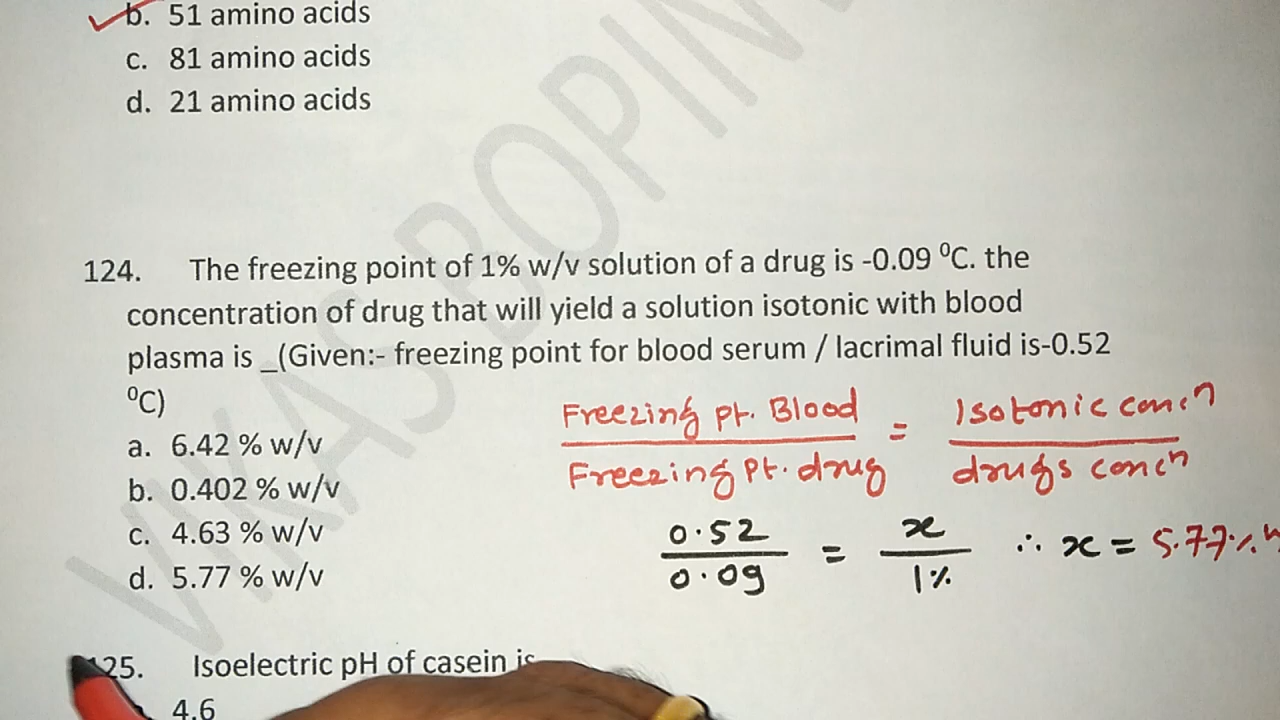 b. 51 amino acids
c. 81 amino acids
d. 21 amino acids
VIKAS BOPIN
124. The freezing point of 1% w/v solution of a drug is -0.09 ⁰C. the
concentration of drug that will yield a solution isotonic with blood
plasma is _(Given:- freezing point for blood serum / lacrimal fluid is-0.52
⁰C)
a. 6.42 % w/v
b. 0.402 % w/v
c. 4.63 % w/v
d. 5.77 % w/v
Freezing pt. Blood / Freezing Pt. drug = Isotonic concn / drugs concn
0.52 / 0.09 = x / 1% ∴ x = 5.77%
125. Isoelectric pH of casein is
4.6